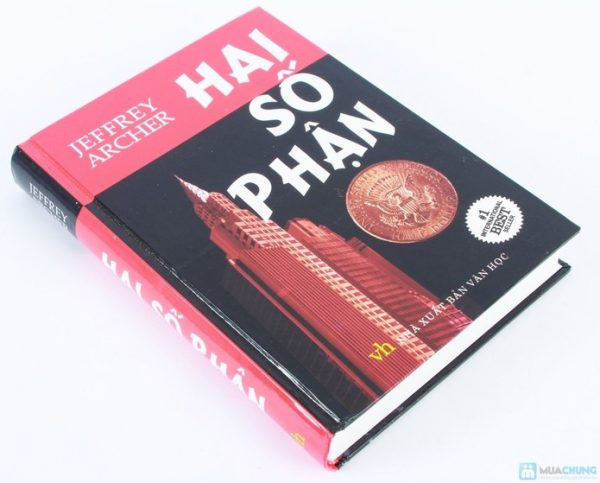 JEFFREY
ARCHER
HAI
SỐ
PHẬN
#1
INTERNATIONAL
BEST
SELLER
vh NHÀ XUẤT BẢN VĂN HỌC
JEFFREY
HAI SỐ PHẬN
vh
MUACHUNG